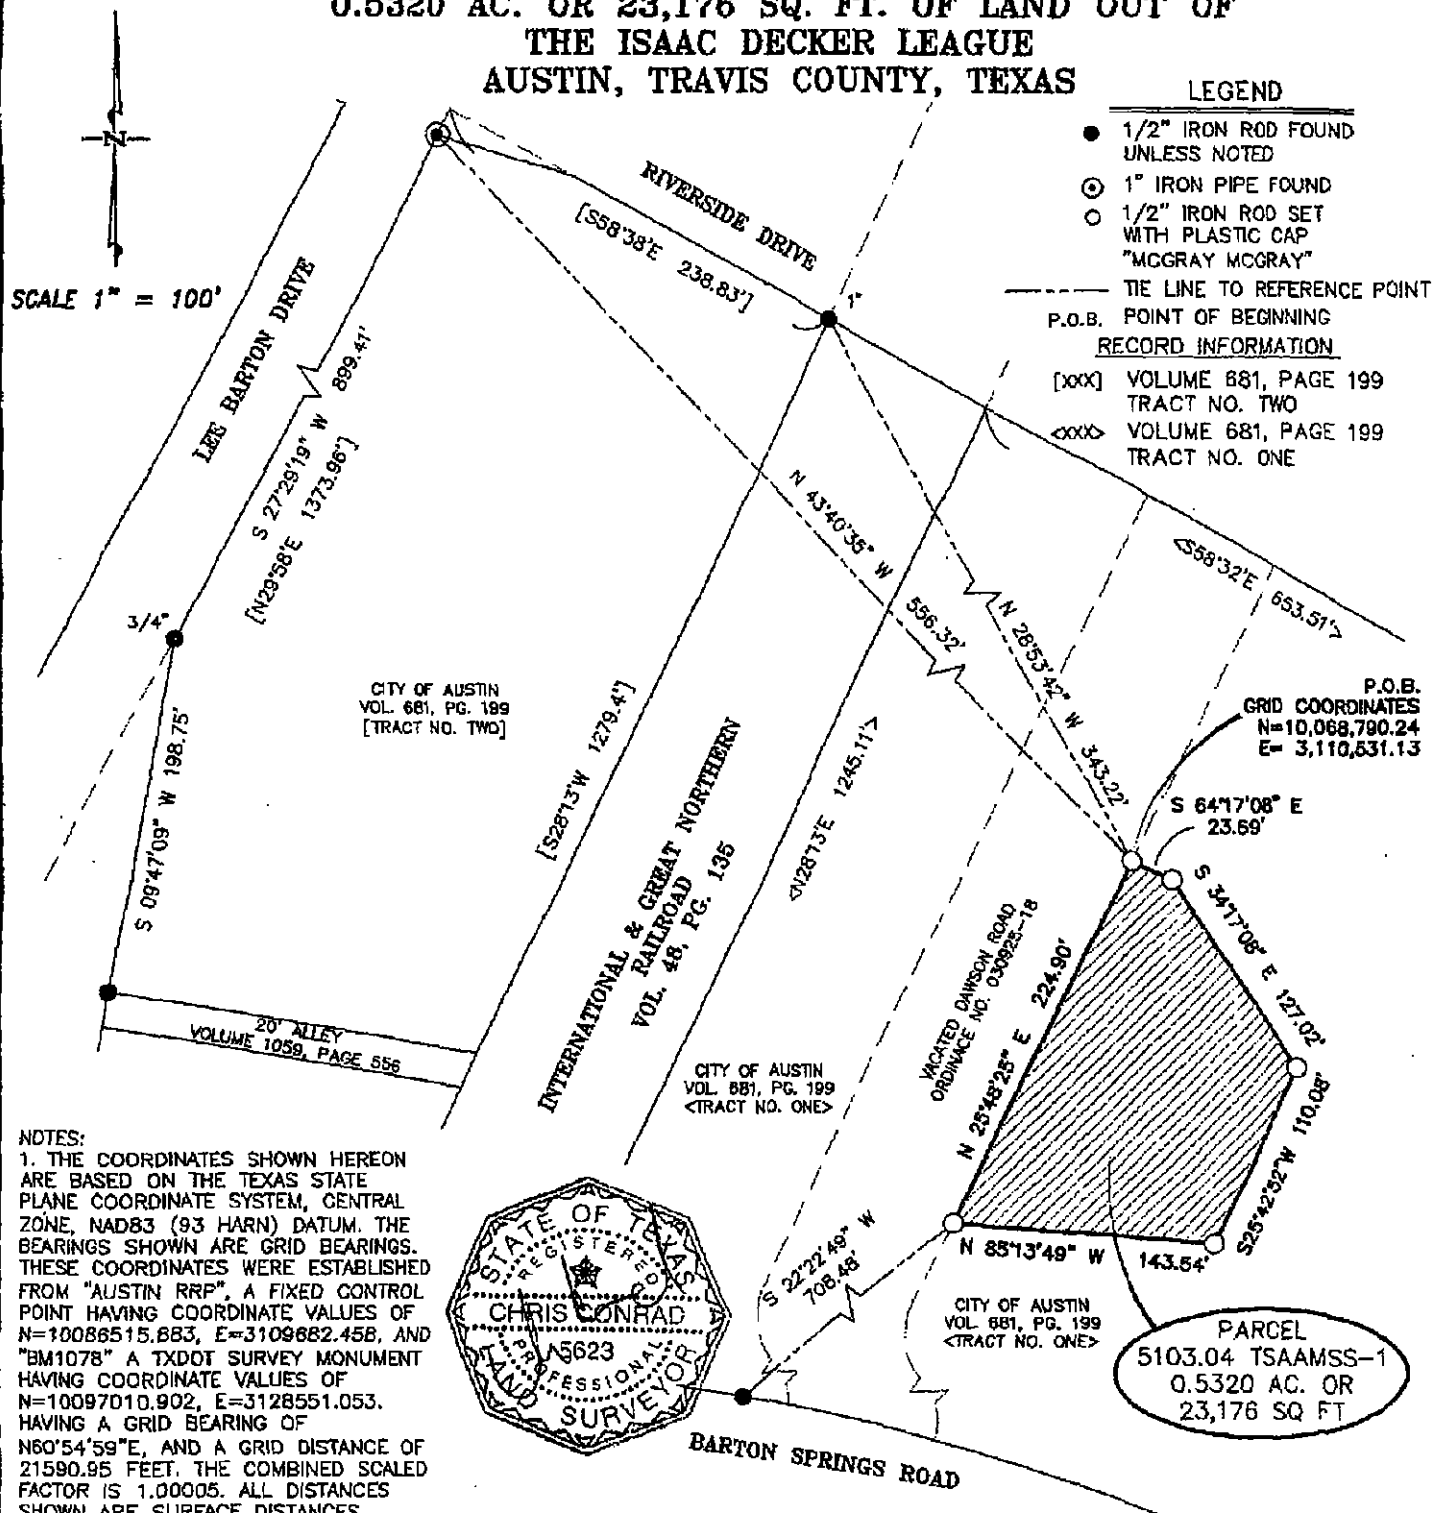 0.5320 AC. OR 23,176 SQ. FT. OF LAND OUT OF
THE ISAAC DECKER LEAGUE
AUSTIN, TRAVIS COUNTY, TEXAS
N
SCALE 1" = 100'
LEGEND
1/2" IRON ROD FOUND
UNLESS NOTED
1" IRON PIPE FOUND
1/2" IRON ROD SET
WITH PLASTIC CAP
"MCGRAY MCGRAY"
TIE LINE TO REFERENCE POINT
P.O.B. POINT OF BEGINNING
RECORD INFORMATION
[XXX] VOLUME 681, PAGE 199
TRACT NO. TWO
<XXX> VOLUME 681, PAGE 199
TRACT NO. ONE
RIVERSIDE DRIVE
[S58°38'E 238.83']
1"
LEE BARTON DRIVE
S 27°29'19" W 899.41'
[N29°58'E 1373.96']
3/4"
N 43°40'35" W 556.32'
N 28°53'42" W 343.22'
<S58°32'E 653.51'>
CITY OF AUSTIN
VOL. 681, PG. 199
[TRACT NO. TWO]
[S28°13'W 1279.4']
INTERNATIONAL & GREAT NORTHERN
RAILROAD
VOL. 48, PG. 135
<N28°13'E 1245.11'>
P.O.B.
GRID COORDINATES
N=10,068,790.24
E= 3,110,531.13
S 64°17'08" E
23.69'
S 34°17'08" E 127.02'
S 09°47'09" W 198.75'
VACATED DAWSON ROAD
ORDINACE NO. 030925-18
N 25°48'25" E 224.90'
20' ALLEY
VOLUME 1059, PAGE 556
CITY OF AUSTIN
VOL. 681, PG. 199
<TRACT NO. ONE>
S25°42'52"W 110.08'
N 85°13'49" W 143.54'
S 22°22'49" W
708.48'
CITY OF AUSTIN
VOL. 681, PG. 199
<TRACT NO. ONE>
PARCEL
5103.04 TSAAMSS-1
0.5320 AC. OR
23,176 SQ FT
BARTON SPRINGS ROAD
STATE OF TEXAS
REGISTERED
CHRIS CONRAD
5623
PROFESSIONAL
LAND SURVEYOR
NOTES:
1. THE COORDINATES SHOWN HEREON
ARE BASED ON THE TEXAS STATE
PLANE COORDINATE SYSTEM, CENTRAL
ZONE, NAD83 (93 HARN) DATUM. THE
BEARINGS SHOWN ARE GRID BEARINGS.
THESE COORDINATES WERE ESTABLISHED
FROM "AUSTIN RRP", A FIXED CONTROL
POINT HAVING COORDINATE VALUES OF
N=10086515.683, E=3109682.458, AND
"BM1078" A TXDOT SURVEY MONUMENT
HAVING COORDINATE VALUES OF
N=10097010.902, E=3128551.053.
HAVING A GRID BEARING OF
N60°54'59"E, AND A GRID DISTANCE OF
21590.95 FEET. THE COMBINED SCALED
FACTOR IS 1.00005. ALL DISTANCES
SHOWN ARE SURFACE DISTANCES